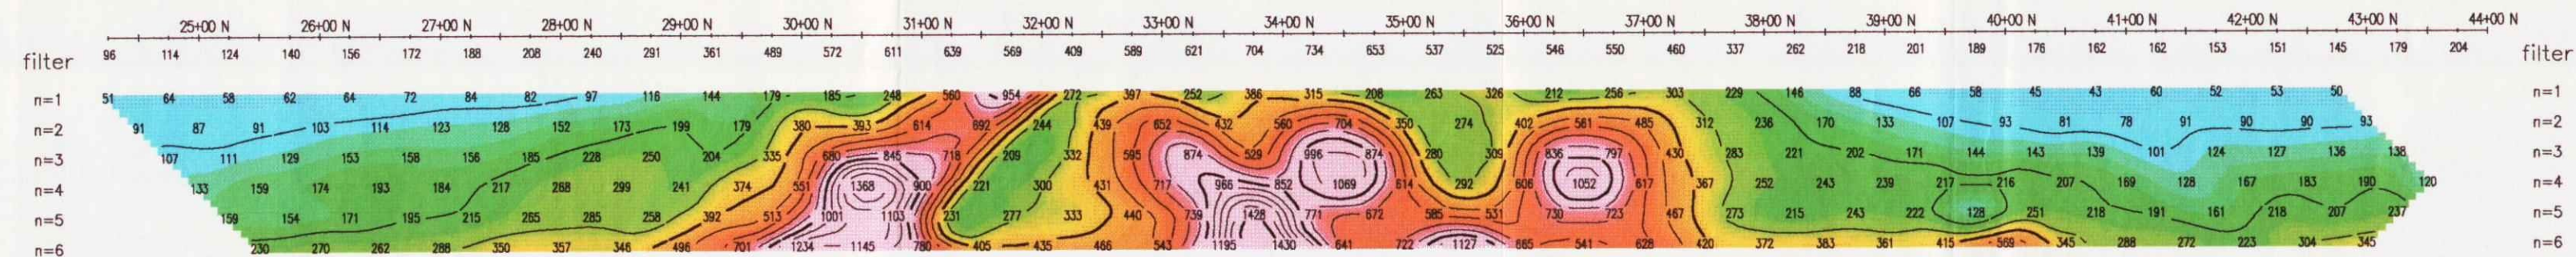 25+00 N 26+00 N 27+00 N 28+00 N 29+00 N 30+00 N 31+00 N 32+00 N 33+00 N 34+00 N 35+00 N 36+00 N 37+00 N 38+00 N 39+00 N 40+00 N 41+00 N 42+00 N 43+00 N 44+00 N
filter 96 114 124 140 156 172 188 208 240 291 361 489 572 611 639 569 409 589 621 704 734 653 537 525 546 550 460 337 262 218 201 189 176 162 162 153 151 145 179 204 filter
n=1 51 64 58 62 64 72 84 82 97 116 144 179 185 248 560 954 272 397 252 386 315 208 263 326 212 256 303 229 146 88 66 58 45 43 60 52 53 50 n=1
n=2 91 87 91 103 114 123 128 152 173 199 179 380 393 614 692 244 439 652 432 560 704 350 274 402 561 485 312 236 170 133 107 93 81 78 91 90 90 93 n=2
n=3 107 111 129 153 158 156 185 228 250 204 335 680 845 718 209 332 595 874 529 996 874 280 309 836 797 430 283 221 202 171 144 143 139 101 124 127 136 138 n=3
n=4 133 159 174 193 184 217 268 299 241 374 551 1368 900 221 300 431 717 966 852 1069 614 292 606 1052 617 367 252 243 239 217 216 207 169 128 167 183 190 120 n=4
n=5 159 154 171 195 215 265 285 258 392 513 1001 1103 231 277 333 440 739 1428 771 672 585 531 730 723 467 273 215 243 222 128 251 218 191 161 218 207 237 n=5
n=6 230 270 262 288 350 357 346 496 701 1234 1145 780 405 435 466 543 1195 1430 641 722 1127 665 541 628 420 372 383 361 415 569 345 288 272 223 304 345 n=6